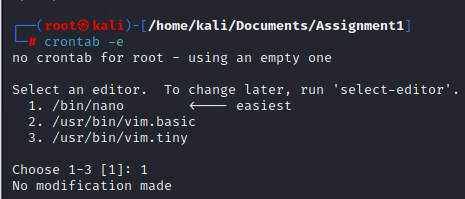 ┌──(root㉿kali)-[/home/kali/Documents/Assignment1]
└─# crontab -e
no crontab for root - using an empty one
Select an editor.  To change later, run 'select-editor'.
  1. /bin/nano        <---- easiest
  2. /usr/bin/vim.basic
  3. /usr/bin/vim.tiny
Choose 1-3 [1]: 1
No modification made